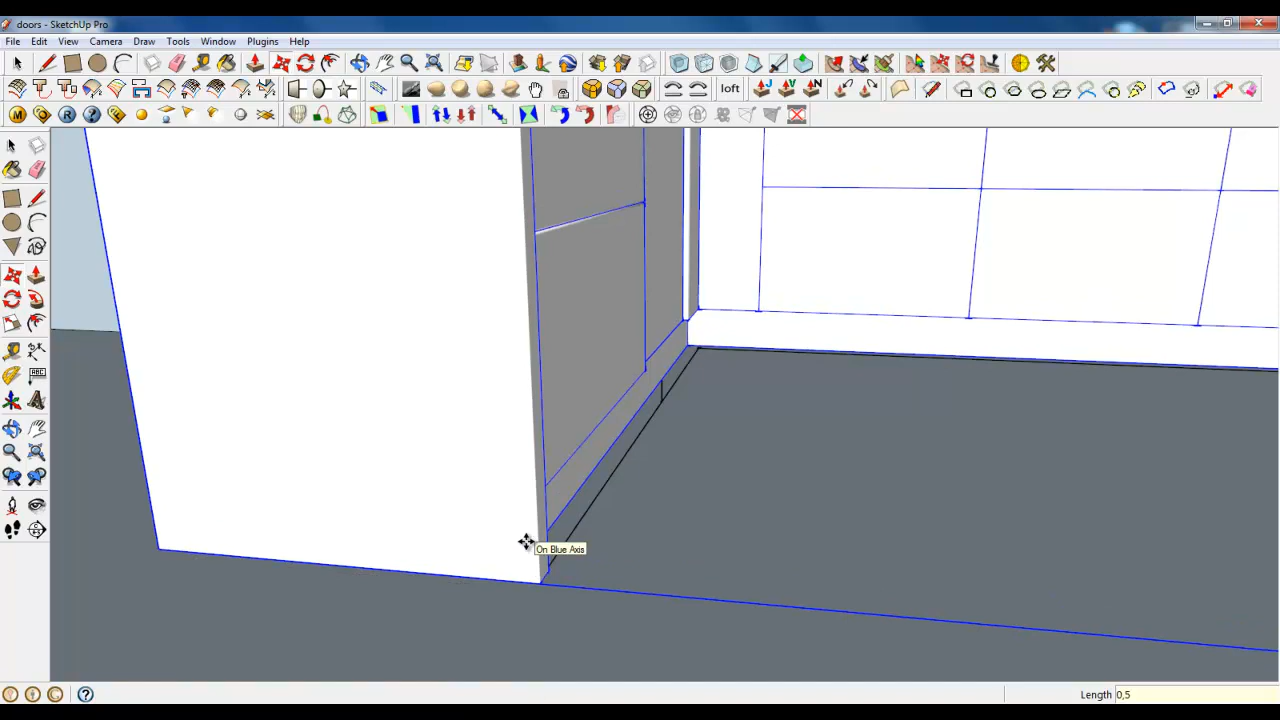 doors - SketchUp Pro
File Edit View Camera Draw Tools Window Plugins Help
loft
ABC
On Blue Axis
Length 0,5